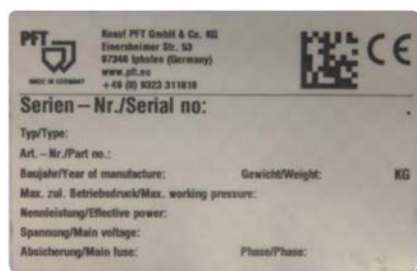 PFT
MADE IN GERMANY
Knauf PFT GmbH & Co. KG
Einersheimer Str. 53
97346 Iphofen (Germany)
www.pft.eu
+49 (0) 9323 311818
CE
Serien – Nr./Serial no:
Typ/Type:
Art. – Nr./Part no.:
Baujahr/Year of manufacture: Gewicht/Weight: KG
Max. zul. Betriebsdruck/Max. working pressure:
Nennleistung/Effective power:
Spannung/Main voltage:
Absicherung/Main fuse: Phase/Phase: